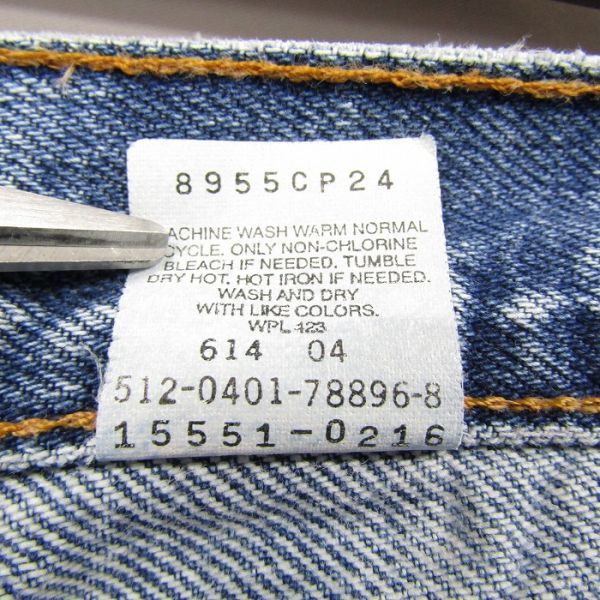 8955CP24
MACHINE WASH WARM NORMAL
CYCLE. ONLY NON-CHLORINE
BLEACH IF NEEDED. TUMBLE
DRY HOT. HOT IRON IF NEEDED.
WASH AND DRY
WITH LIKE COLORS.
WPL 423
614 04
512-0401-78896-8
15551-0216